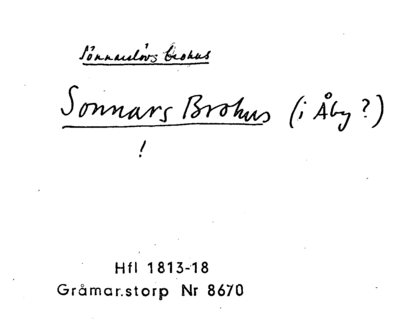 Sönnarslövs brohus
Sonnars Brohus (i Åby?)
!
Hfl 1813-18
Gråmar.storp Nr 8670